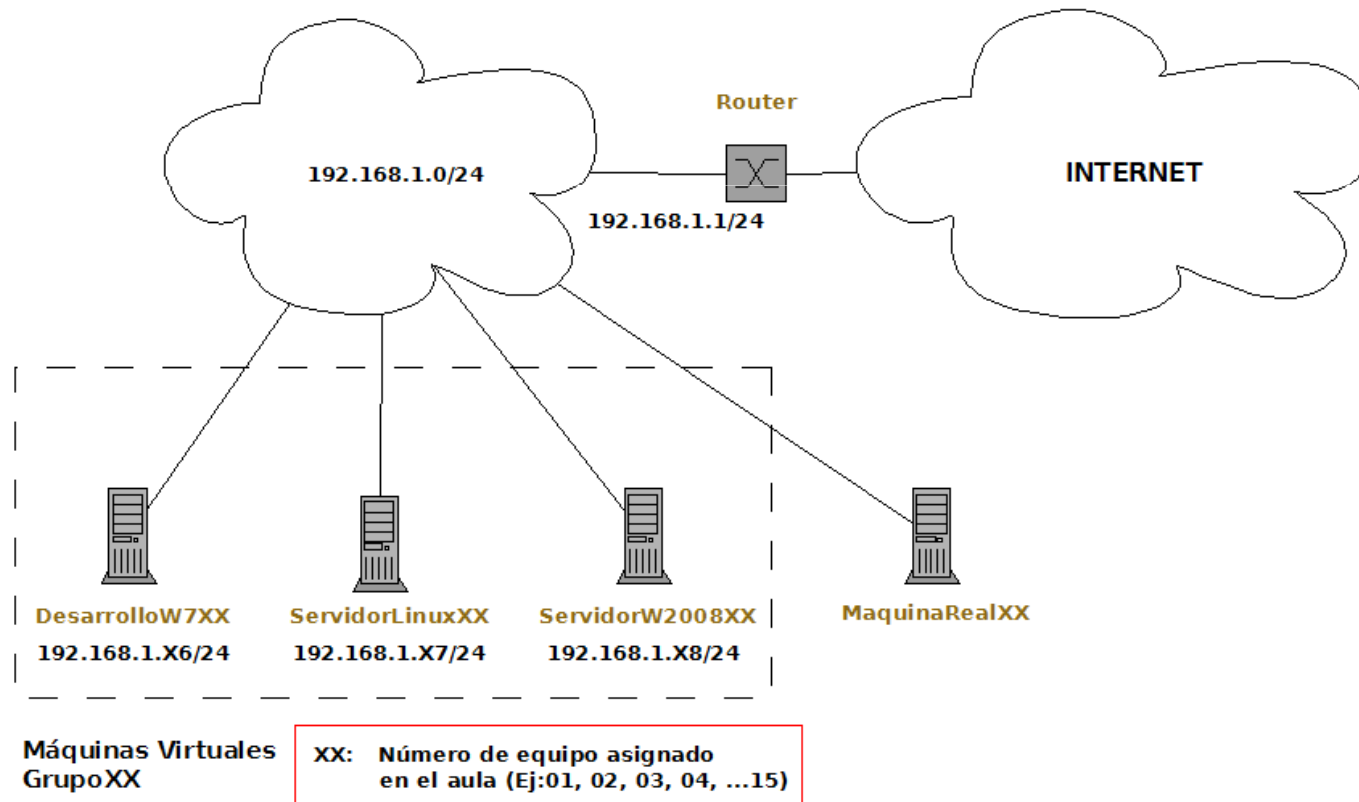 Router
192.168.1.0/24
INTERNET
192.168.1.1/24
DesarrolloW7XX
ServidorLinuxXX
ServidorW2008XX
MaquinaRealXX
192.168.1.X6/24
192.168.1.X7/24
192.168.1.X8/24
Máquinas Virtuales
GrupoXX
XX: Número de equipo asignado
en el aula (Ej:01, 02, 03, 04, ...15)